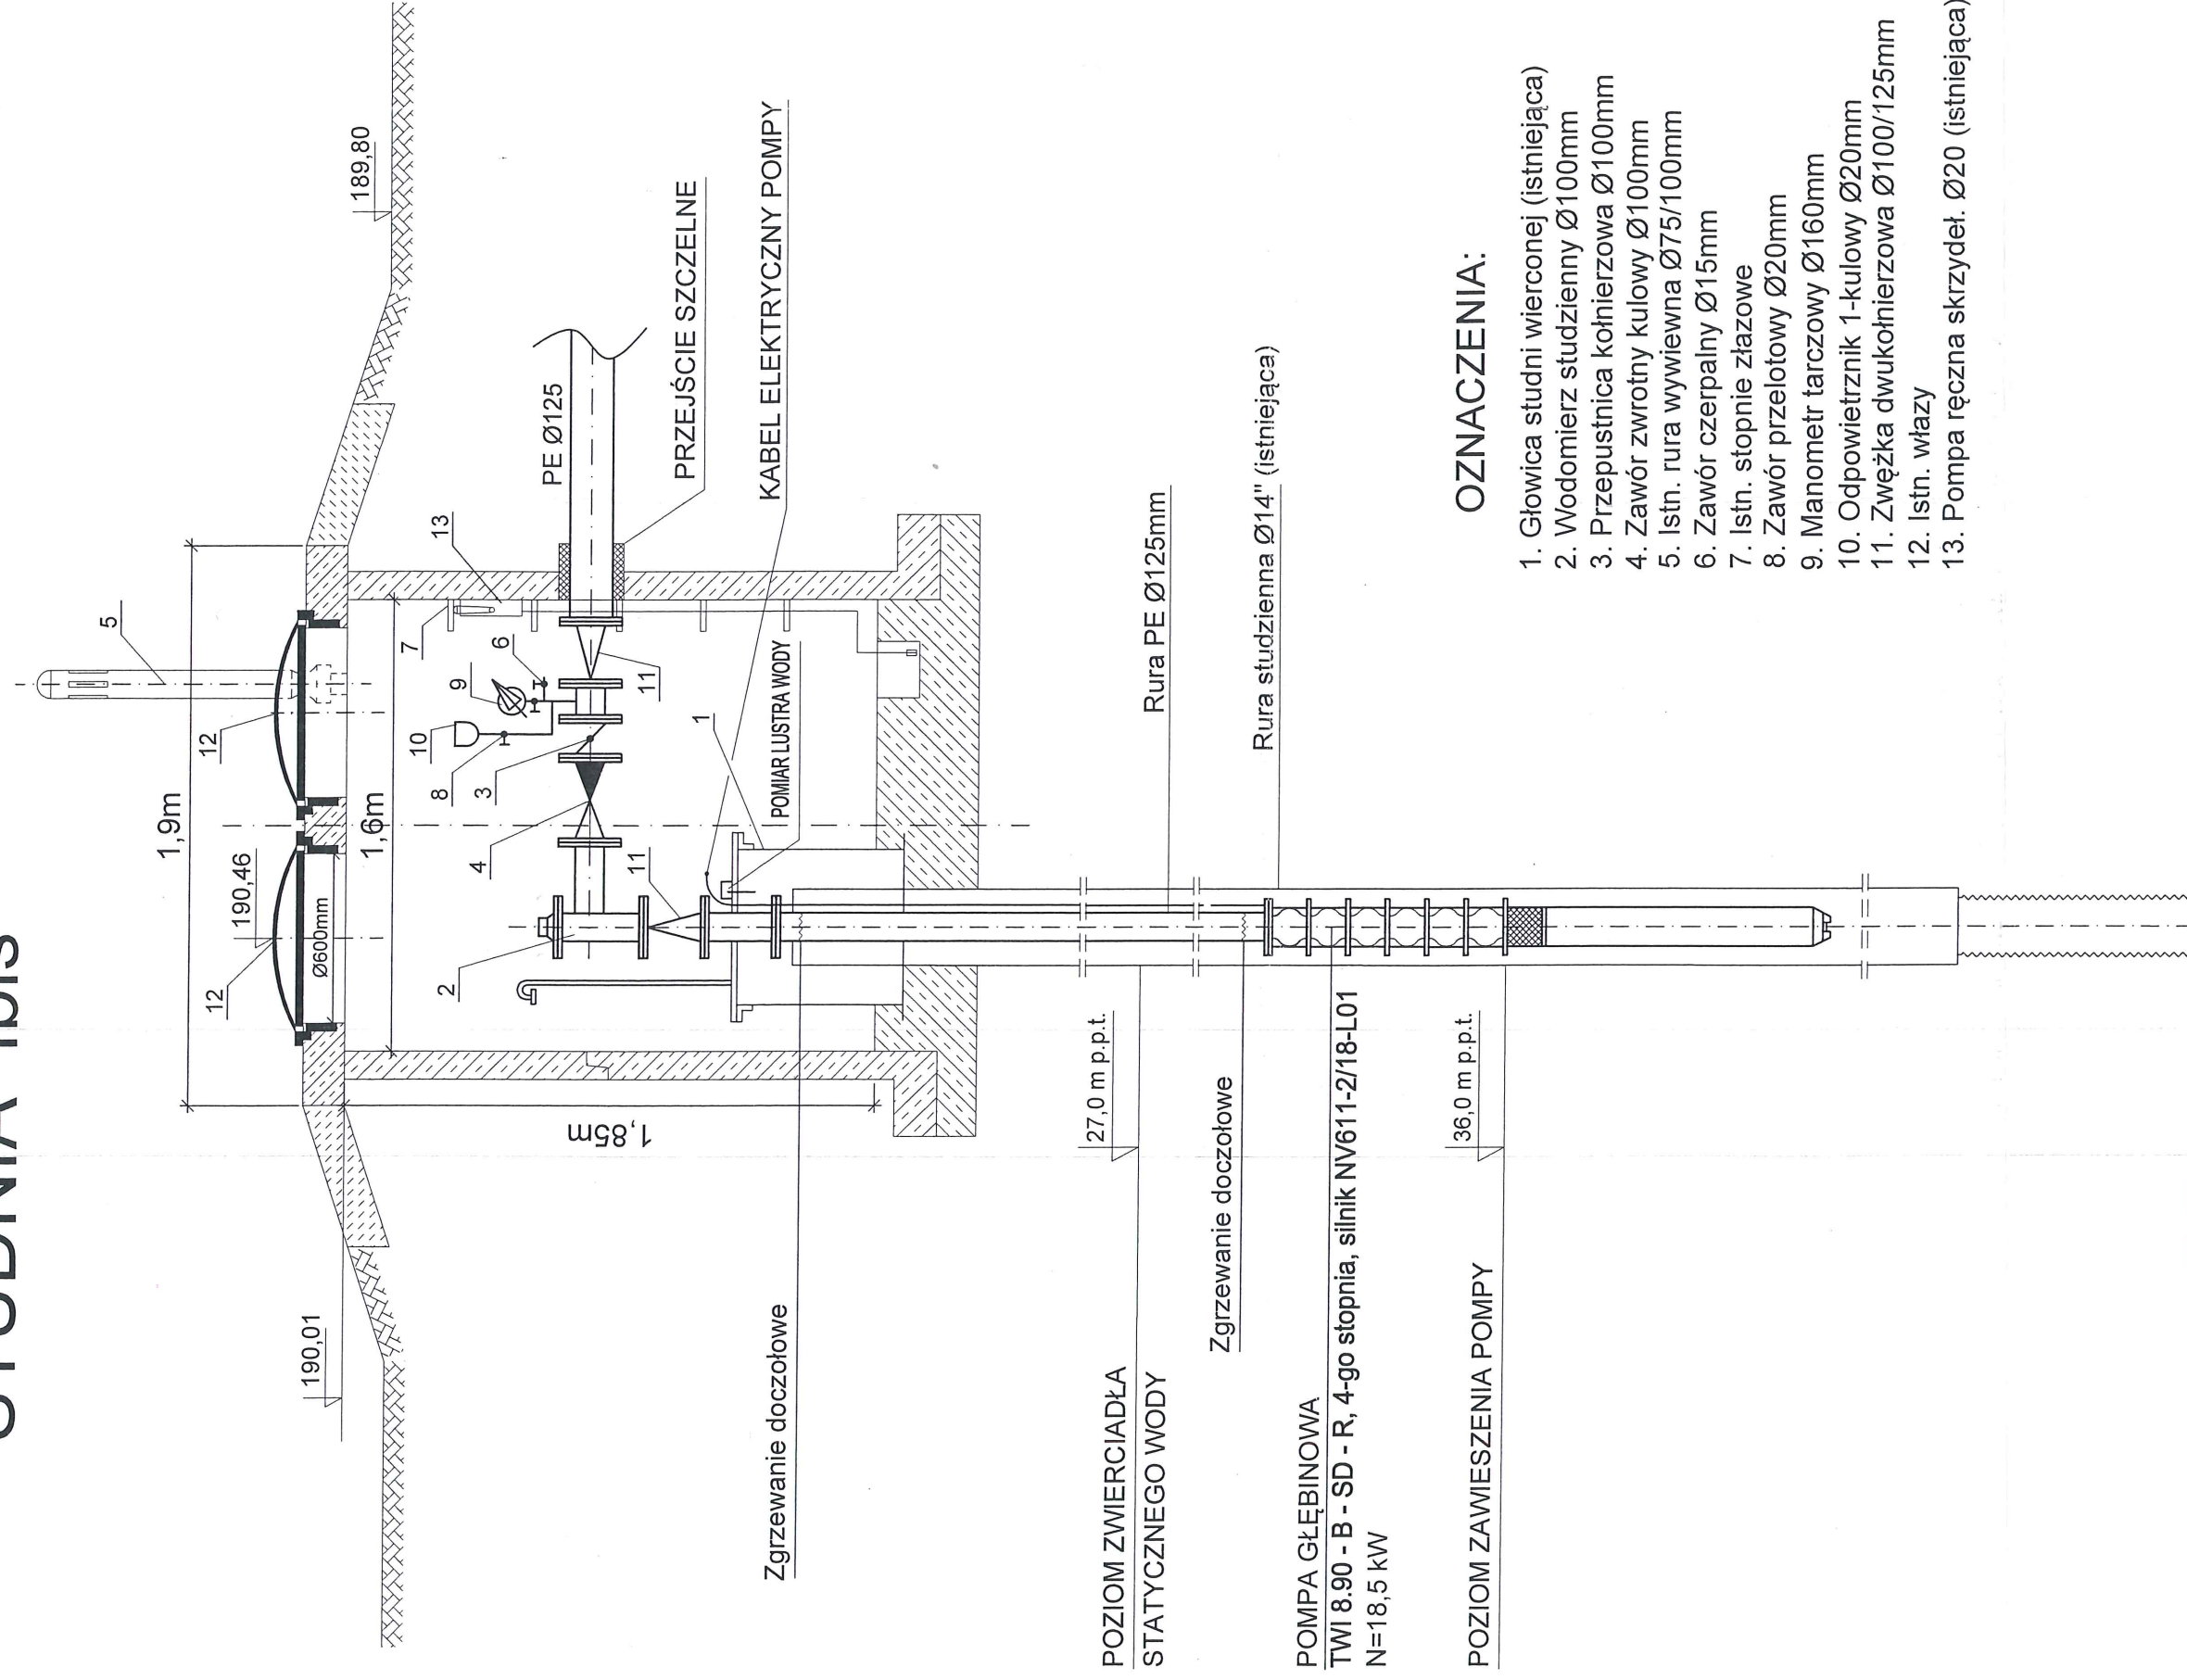 STUDNIA 1bis
1,9m
5
12
12
190,46
Ø600mm
1,6m
190,01
189,80
1,85m
7
13
PE Ø125
10
9
6
8
3
4
11
11
2
1
PRZEJŚCIE SZCZELNE
KABEL ELEKTRYCZNY POMPY
POMIAR LUSTRA WODY
Zgrzewanie doczołowe
27,0 m p.p.t.
POZIOM ZWIERCIADŁA
STATYCZNEGO WODY
Rura PE Ø125mm
Zgrzewanie doczołowe
Rura studzienna Ø14" (istniejąca)
POMPA GŁĘBINOWA
TWI 8.90 - B - SD - R, 4-go stopnia, silnik NV611-2/18-L01
N=18,5 kW
36,0 m p.p.t.
POZIOM ZAWIESZENIA POMPY
OZNACZENIA:
1. Głowica studni wierconej (istniejąca)
2. Wodomierz studzienny Ø100mm
3. Przepustnica kołnierzowa Ø100mm
4. Zawór zwrotny kulowy Ø100mm
5. Istn. rura wywiewna Ø75/100mm
6. Zawór czerpalny Ø15mm
7. Istn. stopnie złazowe
8. Zawór przelotowy Ø20mm
9. Manometr tarczowy Ø160mm
10. Odpowietrznik 1-kulowy Ø20mm
11. Zwężka dwukołnierzowa Ø100/125mm
12. Istn. włazy
13. Pompa ręczna skrzydeł. Ø20 (istniejąca)